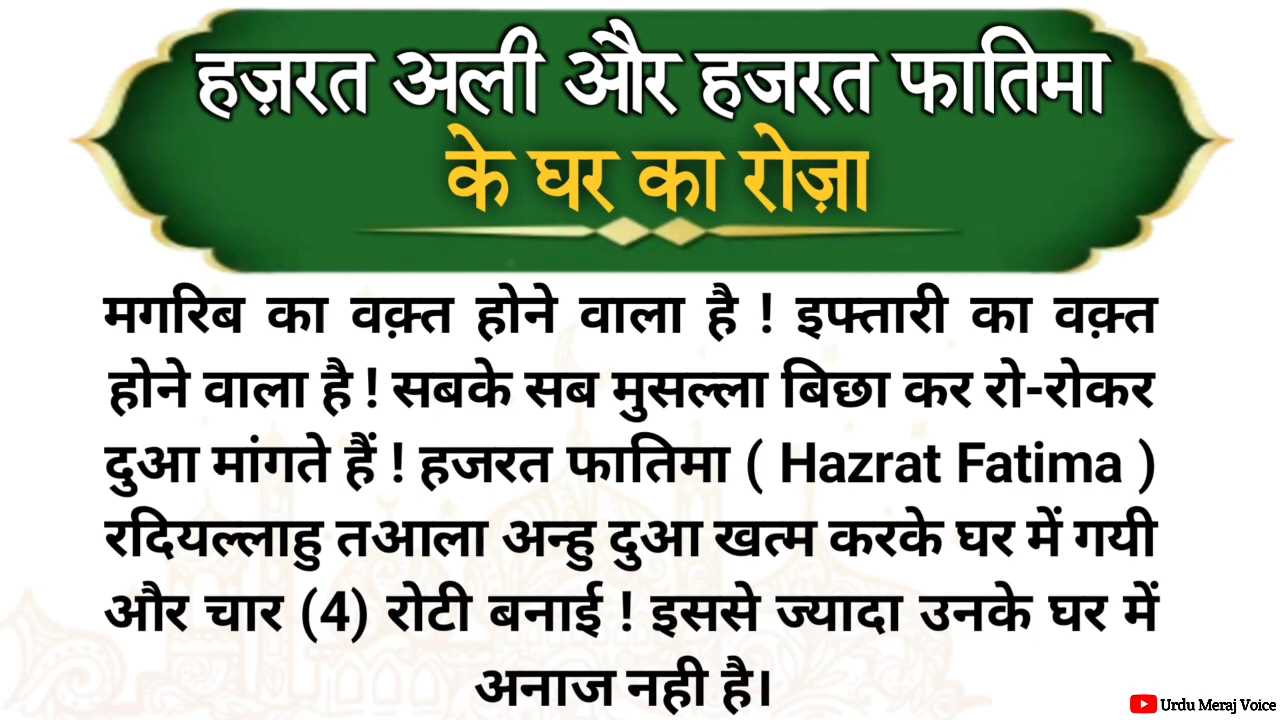 हज़रत अली और हजरत फातिमा
के घर का रोज़ा
मगरिब का वक़्त होने वाला है ! इफ्तारी का वक़्त
होने वाला है ! सबके सब मुसल्ला बिछा कर रो-रोकर
दुआ मांगते हैं ! हजरत फातिमा ( Hazrat Fatima )
रदियल्लाहु तआला अन्हु दुआ खत्म करके घर में गयी
और चार (4) रोटी बनाई ! इससे ज्यादा उनके घर में
अनाज नही है।
Urdu Meraj Voice